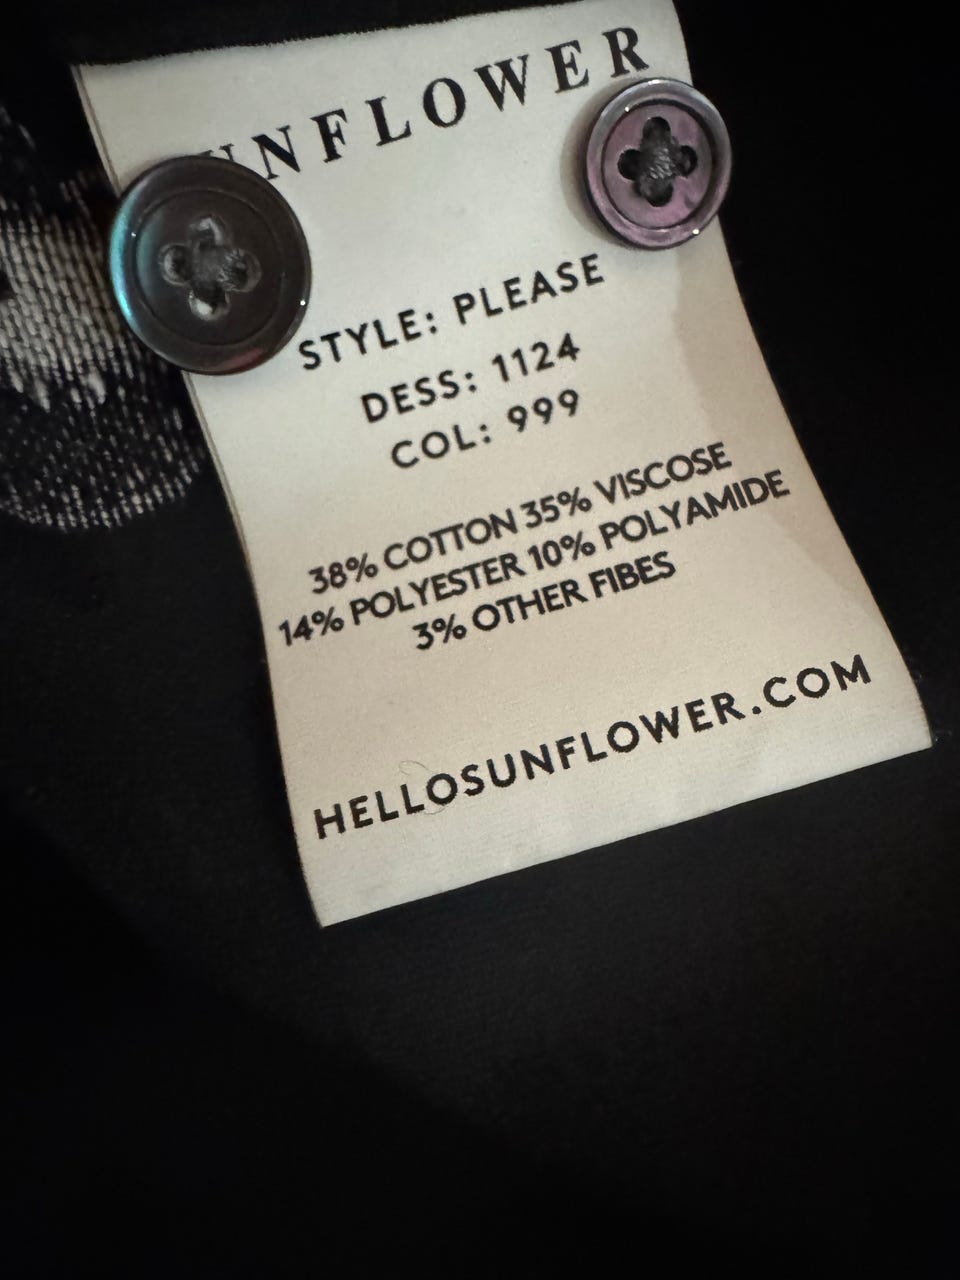 SUNFLOWER
STYLE: PLEASE
DESS: 1124
COL: 999
38% COTTON 35% VISCOSE
14% POLYESTER 10% POLYAMIDE
3% OTHER FIBES
HELLOSUNFLOWER.COM